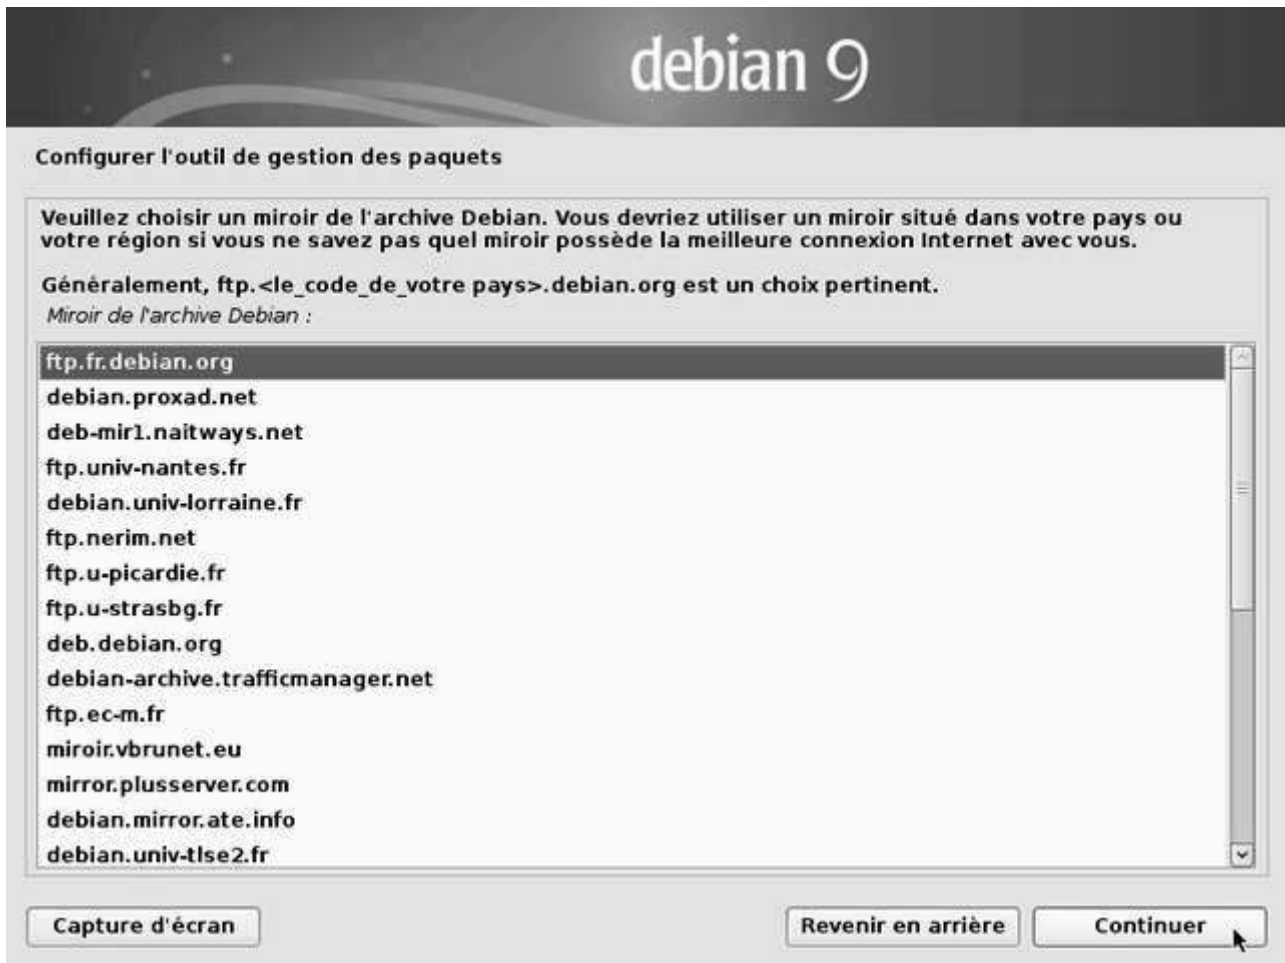 debian 9
Configurer l'outil de gestion des paquets
Veuillez choisir un miroir de l'archive Debian. Vous devriez utiliser un miroir situé dans votre pays ou
votre région si vous ne savez pas quel miroir possède la meilleure connexion Internet avec vous.
Généralement, ftp.<le_code_de_votre pays>.debian.org est un choix pertinent.
Miroir de l'archive Debian :
ftp.fr.debian.org
debian.proxad.net
deb-mir1.naitways.net
ftp.univ-nantes.fr
debian.univ-lorraine.fr
ftp.nerim.net
ftp.u-picardie.fr
ftp.u-strasbg.fr
deb.debian.org
debian-archive.trafficmanager.net
ftp.ec-m.fr
miroir.vbrunet.eu
mirror.plusserver.com
debian.mirror.ate.info
debian.univ-tlse2.fr
Capture d'écran
Revenir en arrière
Continuer